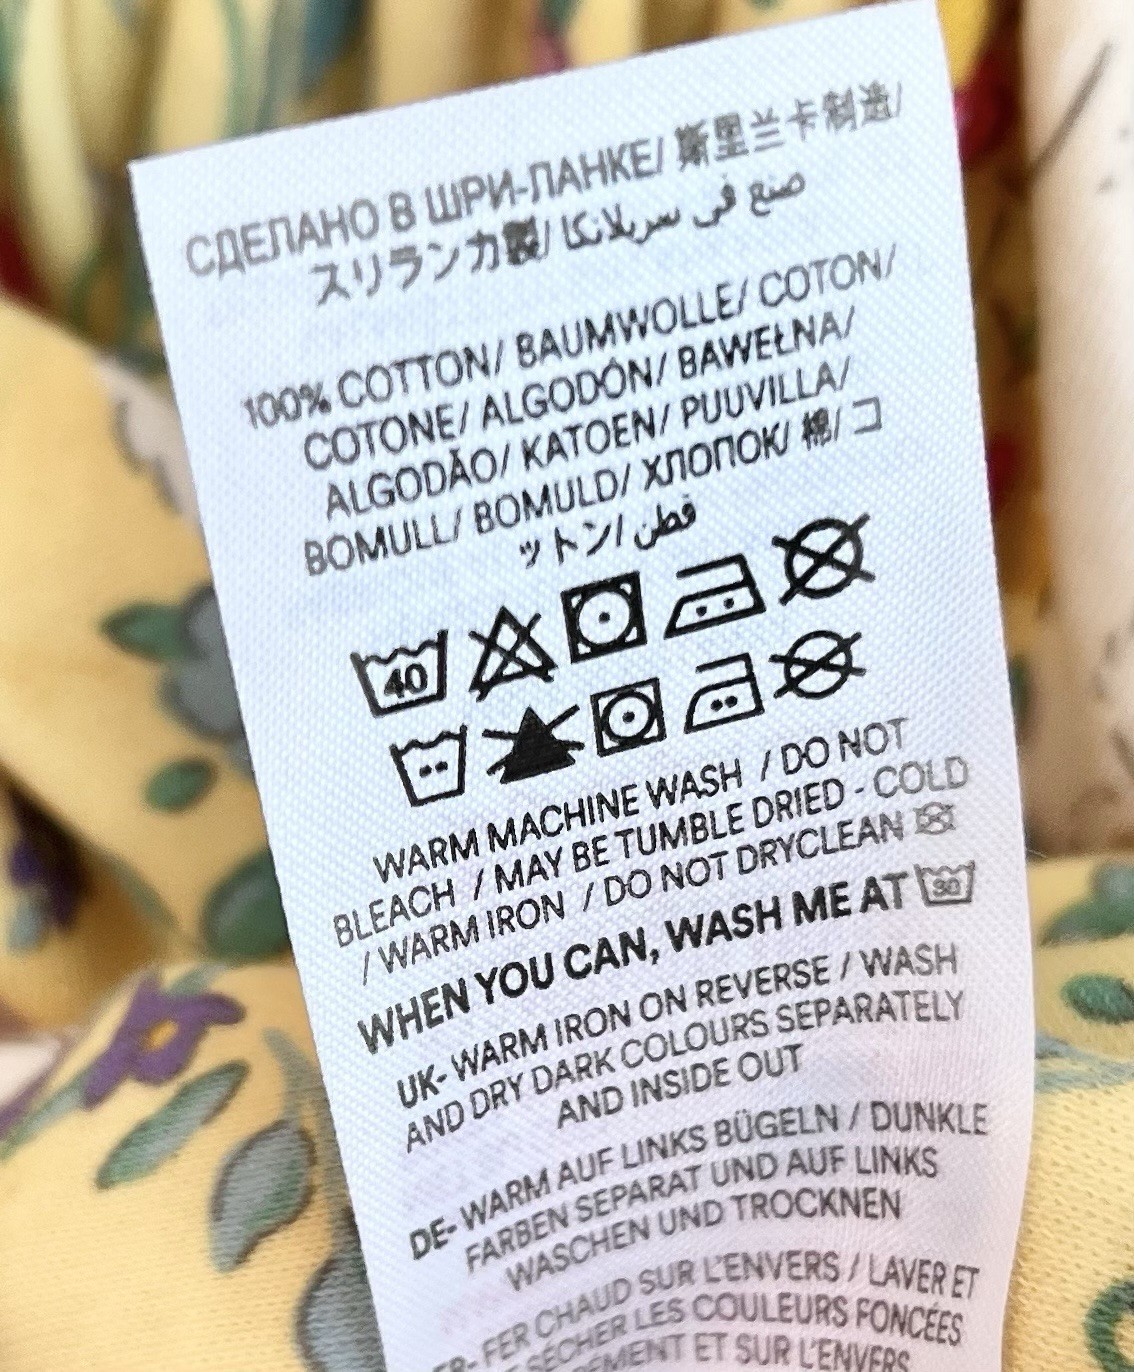 СДЕЛАНО В ШРИ-ЛАНКЕ/ 斯里兰卡制造/
スリランカ製/ صنع في سريلانكا
100% COTTON/ BAUMWOLLE/ COTON/
COTONE/ ALGODÓN/ BAWEŁNA/
ALGODÃO/ KATOEN/ PUUVILLA/
BOMULL/ BOMULD/ ХЛОПОК/ 棉/ コ
ットン/ قطن
40
WARM MACHINE WASH / DO NOT
BLEACH / MAY BE TUMBLE DRIED - COLD
/ WARM IRON / DO NOT DRYCLEAN
WHEN YOU CAN, WASH ME AT 30
UK- WARM IRON ON REVERSE / WASH
AND DRY DARK COLOURS SEPARATELY
AND INSIDE OUT
DE- WARM AUF LINKS BÜGELN / DUNKLE
FARBEN SEPARAT UND AUF LINKS
WASCHEN UND TROCKNEN
FR- FER CHAUD SUR L'ENVERS / LAVER ET
SÉCHER LES COULEURS FONCÉES
ET SUR L'ENVERS